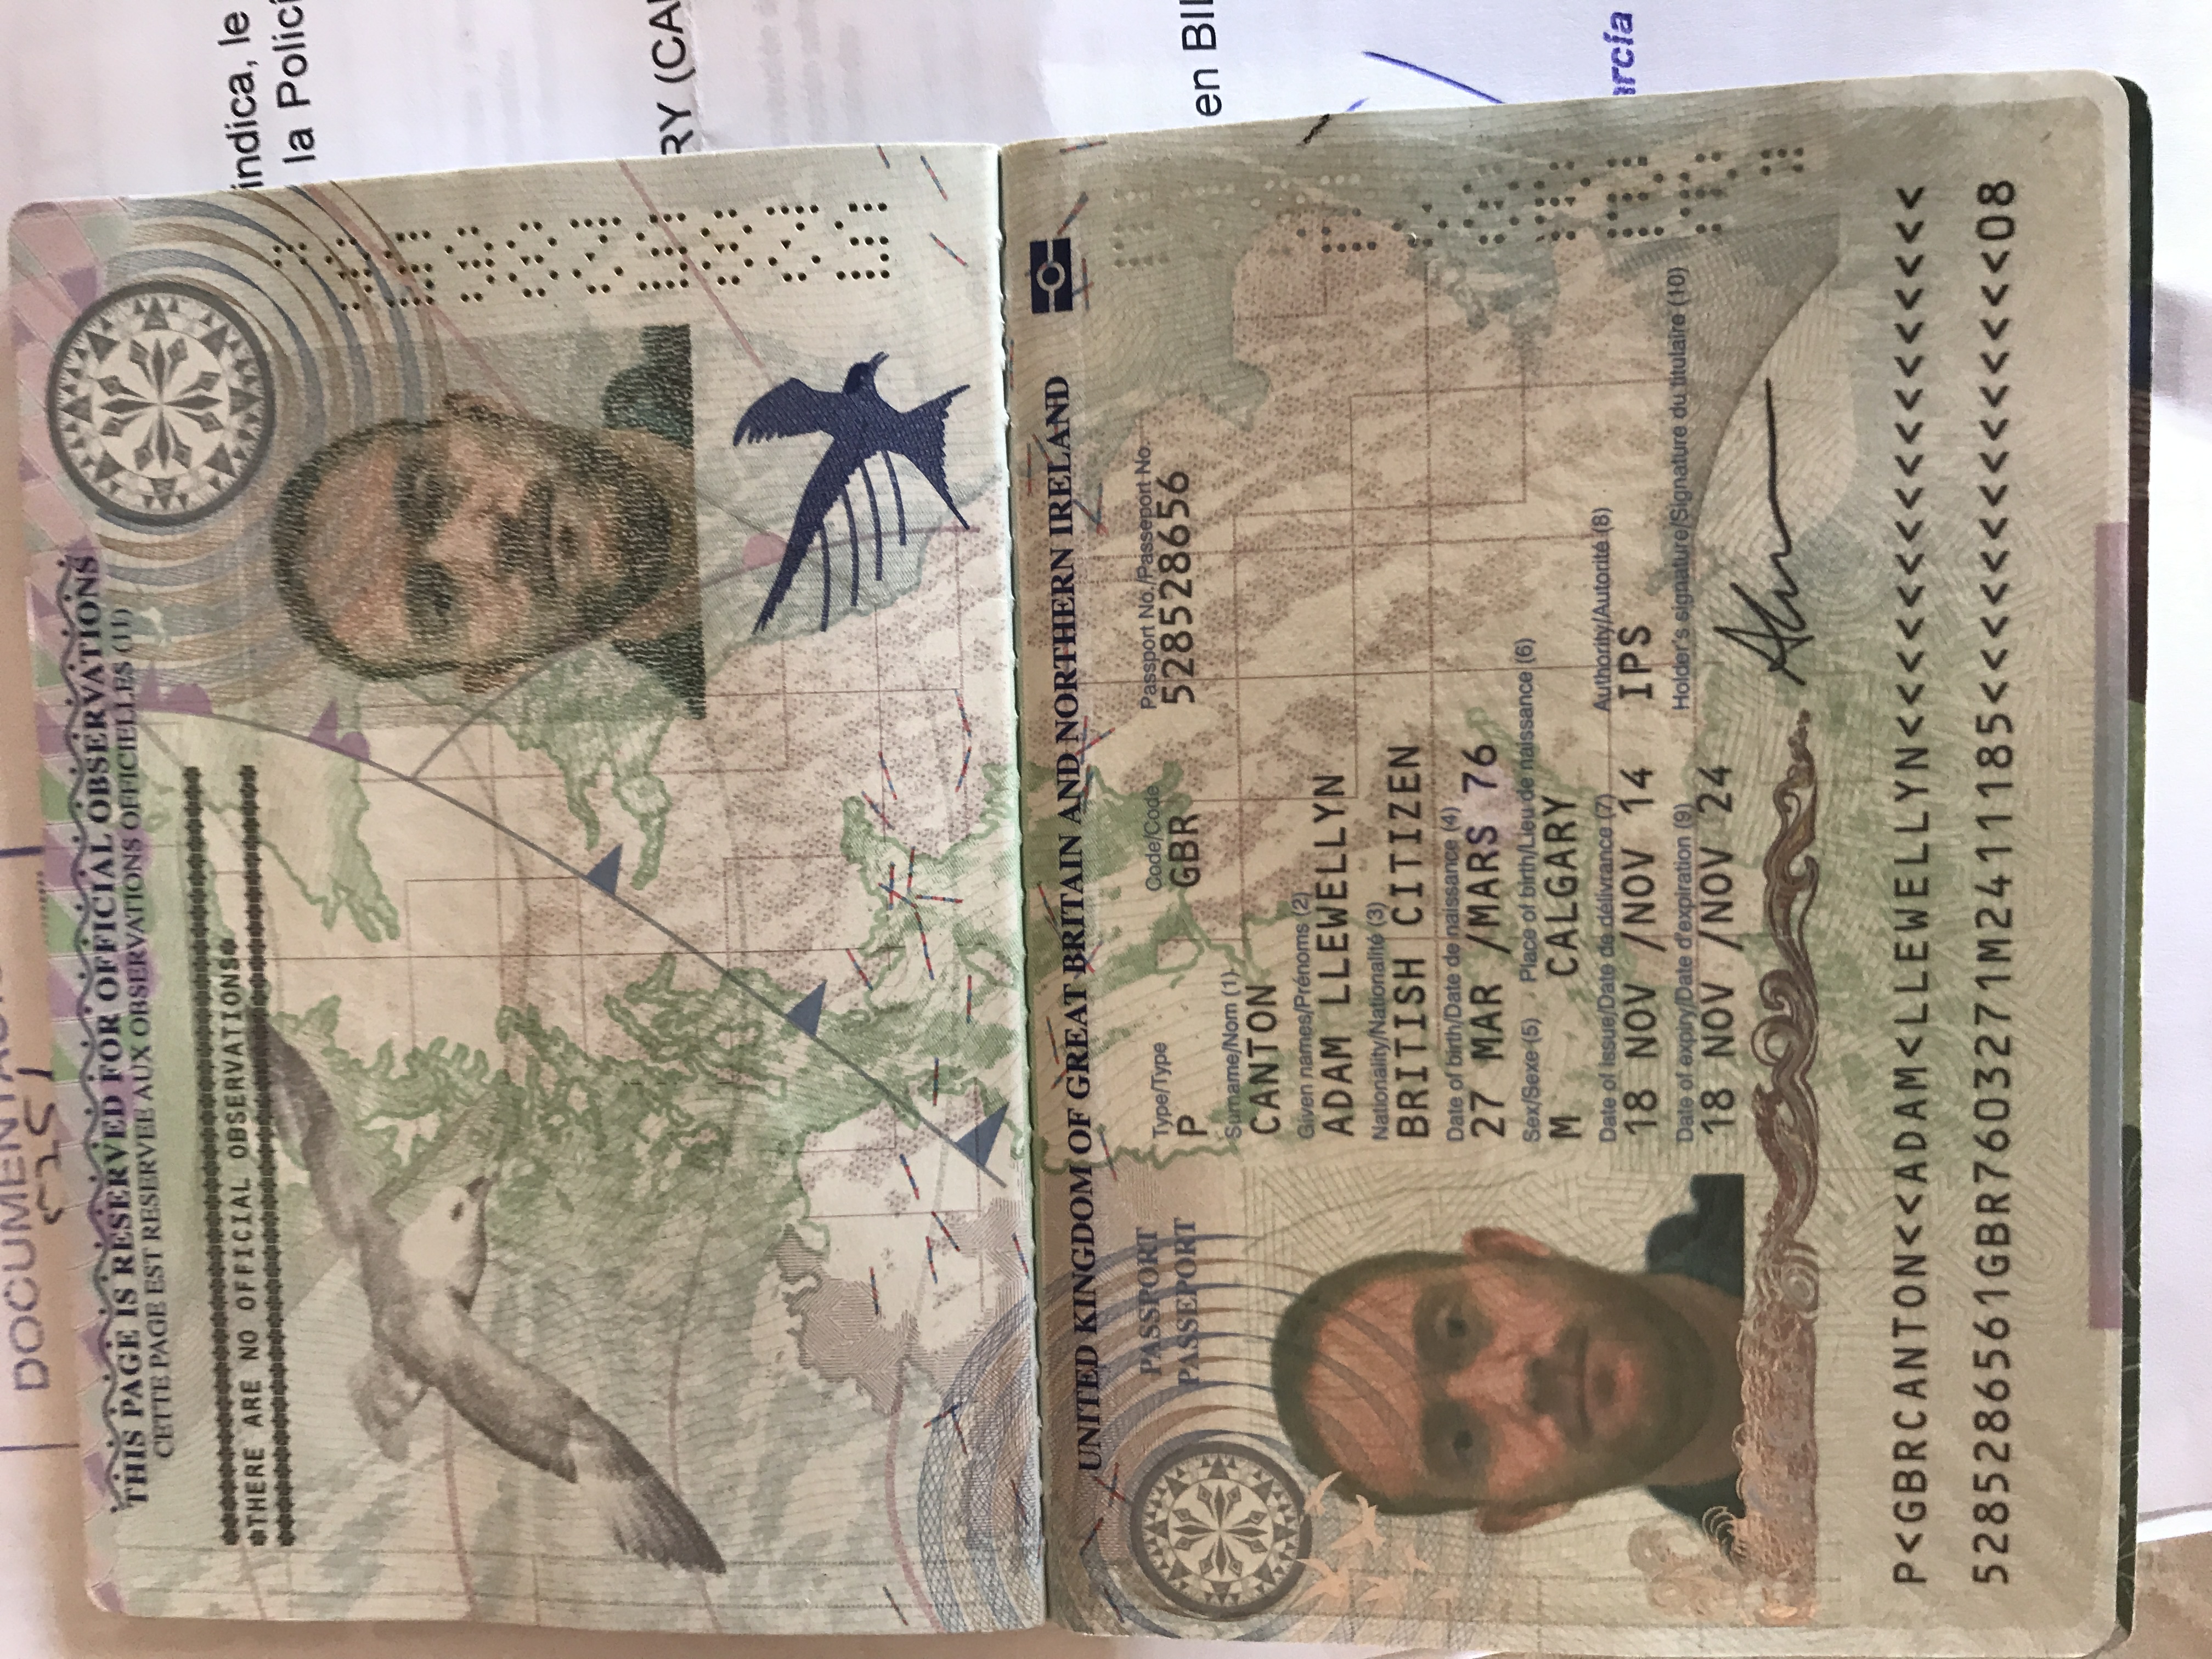 DOCUMENTACI
5251
THIS PAGE IS RESERVED FOR OFFICIAL OBSERVATIONS
CETTE PAGE EST RESERVEE AUX OBSERVATIONS OFFICIELLES (11)
*THERE ARE NO OFFICIAL OBSERVATIONS*
indica, le
la Polici
RY (CA
528528656
UNITED KINGDOM OF GREAT BRITAIN AND NORTHERN IRELAND
PASSPORT
PASSEPORT
Type/Type Code/Code Passport No./Passeport No.
P GBR 528528656
en BIL
Surname/Nom (1)
CANTON
Given names/Prénoms (2)
ADAM LLEWELLYN
Nationality/Nationalité (3)
BRITISH CITIZEN
Date of birth/Date de naissance (4)
27 MAR /MARS 76
Sex/Sexe (5) Place of birth/Lieu de naissance (6)
M CALGARY
Date of issue/Date de délivrance (7) Authority/Autorité (8)
18 NOV /NOV 14 IPS
arcía
Date of expiry/Date d'expiration (9) Holder's signature/Signature du titulaire (10)
18 NOV /NOV 24
P<GBRCANTON<<ADAM<LLEWELLYN<<<<<<<<<<<<<<<<<
5285286561GBR7603271M2411185<<<<<<<<<<<<<<08